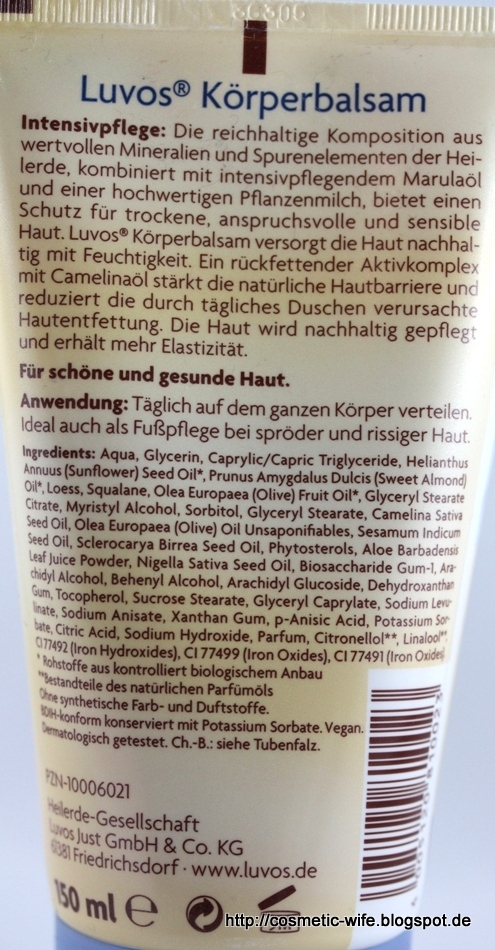 Luvos® Körperbalsam
Intensivpflege: Die reichhaltige Komposition aus
wertvollen Mineralien und Spurenelementen der Hei-
lerde, kombiniert mit intensivpflegendem Marulaöl
und einer hochwertigen Pflanzenmilch, bietet einen
Schutz für trockene, anspruchsvolle und sensible
Haut. Luvos® Körperbalsam versorgt die Haut nachhal-
tig mit Feuchtigkeit. Ein rückfettender Aktivkomplex
mit Camelinaöl stärkt die natürliche Hautbarriere und
reduziert die durch tägliches Duschen verursachte
Hautentfettung. Die Haut wird nachhaltig gepflegt
und erhält mehr Elastizität.
Für schöne und gesunde Haut.
Anwendung: Täglich auf dem ganzen Körper verteilen.
Ideal auch als Fußpflege bei spröder und rissiger Haut.
Ingredients: Aqua, Glycerin, Caprylic/Capric Triglyceride, Helianthus
Annuus (Sunflower) Seed Oil*, Prunus Amygdalus Dulcis (Sweet Almond)
Oil*, Loess, Squalane, Olea Europaea (Olive) Fruit Oil*, Glyceryl Stearate
Citrate, Myristyl Alcohol, Sorbitol, Glyceryl Stearate, Camelina Sativa
Seed Oil, Olea Europaea (Olive) Oil Unsaponifiables, Sesamum Indicum
Seed Oil, Sclerocarya Birrea Seed Oil, Phytosterols, Aloe Barbadensis
Leaf Juice Powder, Nigella Sativa Seed Oil, Biosaccharide Gum-1, Ara-
chidyl Alcohol, Behenyl Alcohol, Arachidyl Glucoside, Dehydroxanthan
Gum, Tocopherol, Sucrose Stearate, Glyceryl Caprylate, Sodium Levu-
linate, Sodium Anisate, Xanthan Gum, p-Anisic Acid, Potassium Sor-
bate, Citric Acid, Sodium Hydroxide, Parfum, Citronellol**, Linalool**,
CI 77492 (Iron Hydroxides), CI 77499 (Iron Oxides), CI 77491 (Iron Oxides)
* Rohstoffe aus kontrolliert biologischem Anbau
**Bestandteile des natürlichen Parfümöls
Ohne synthetische Farb- und Duftstoffe.
BDIH-konform konserviert mit Potassium Sorbate. Vegan.
Dermatologisch getestet. Ch.-B.: siehe Tubenfalz.
PZN-10006021
Heilerde-Gesellschaft
Luvos Just GmbH & Co. KG
61381 Friedrichsdorf · www.luvos.de
150 ml ℮
http://cosmetic-wife.blogspot.de